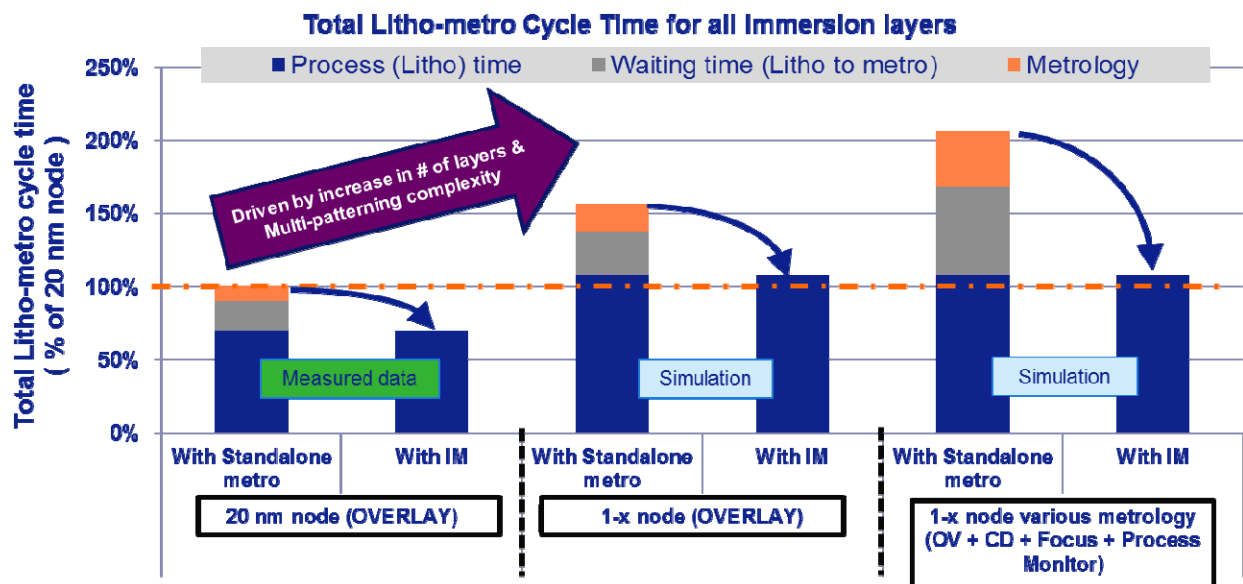 Total Litho-metro Cycle Time for all immersion layers
Process (Litho) time Waiting time (Litho to metro) Metrology
Total Litho-metro cycle time
( % of 20 nm node )
250%
200%
150%
100%
50%
0%
Driven by increase in # of layers &
Multi-patterning complexity
Measured data
Simulation
Simulation
With Standalone
metro
With IM
With Standalone
metro
With IM
With Standalone
metro
With IM
20 nm node (OVERLAY)
1-x node (OVERLAY)
1-x node various metrology
(OV + CD + Focus + Process
Monitor)